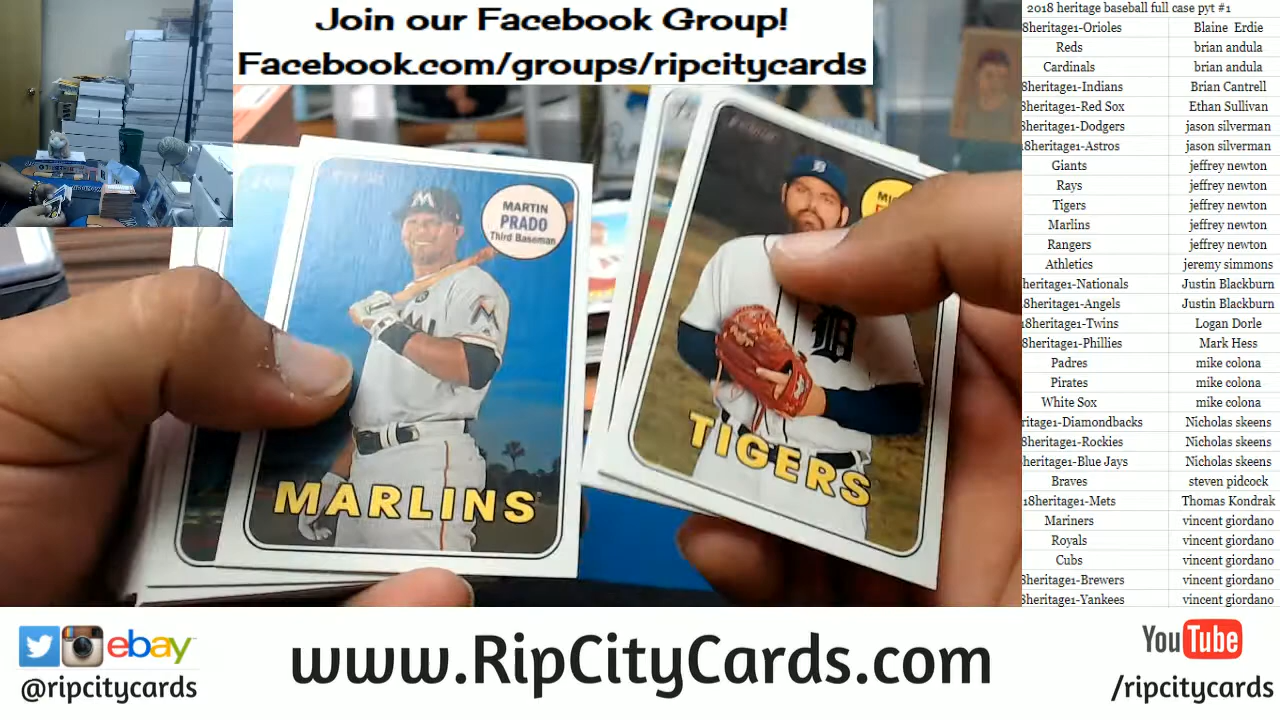 Join our Facebook Group!
Facebook.com/groups/ripcitycards
2018 heritage baseball full case pyt #1
8heritage1-Orioles Blaine Erdie
Reds brian andula
Cardinals brian andula
8heritage1-Indians Brian Cantrell
8heritage1-Red Sox Ethan Sullivan
8heritage1-Dodgers jason silverman
18heritage1-Astros jason silverman
Giants jeffrey newton
Rays jeffrey newton
Tigers jeffrey newton
Marlins jeffrey newton
Rangers jeffrey newton
Athletics jeremy simmons
heritage1-Nationals Justin Blackburn
18heritage1-Angels Justin Blackburn
18heritage1-Twins Logan Dorle
8heritage1-Phillies Mark Hess
Padres mike colona
Pirates mike colona
White Sox mike colona
ritage1-Diamondbacks Nicholas skeens
8heritage1-Rockies Nicholas skeens
heritage1-Blue Jays Nicholas skeens
Braves steven pidcock
18heritage1-Mets Thomas Kondrak
Mariners vincent giordano
Royals vincent giordano
Cubs vincent giordano
8heritage1-Brewers vincent giordano
8heritage1-Yankees vincent giordano
MARTIN
PRADO
Third Baseman
M
MARLINS
D
D
TIGERS
ebay
@ripcitycards
www.RipCityCards.com
YouTube
/ripcitycards